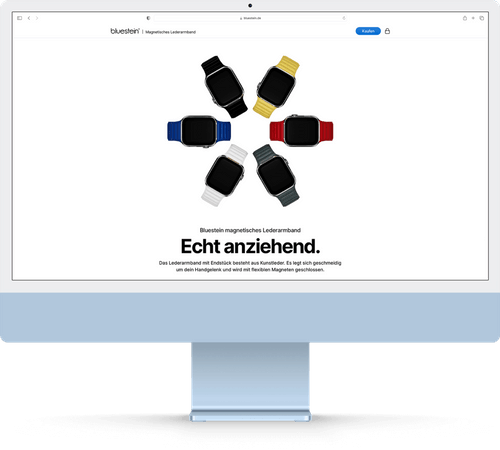 bluestein.de
bluestein® | Magnetisches Lederarmband
Kaufen
Bluestein magnetisches Lederarmband
Echt anziehend.
Das Lederarmband mit Endstück besteht aus Kunstleder. Es legt sich geschmeidig
um dein Handgelenk und wird mit flexiblen Magneten geschlossen.